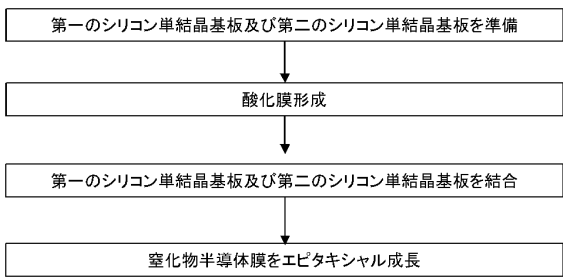 第一のシリコン単結晶基板及び第二のシリコン単結晶基板を準備
酸化膜形成
第一のシリコン単結晶基板及び第二のシリコン単結晶基板を結合
窒化物半導体膜をエピタキシャル成長